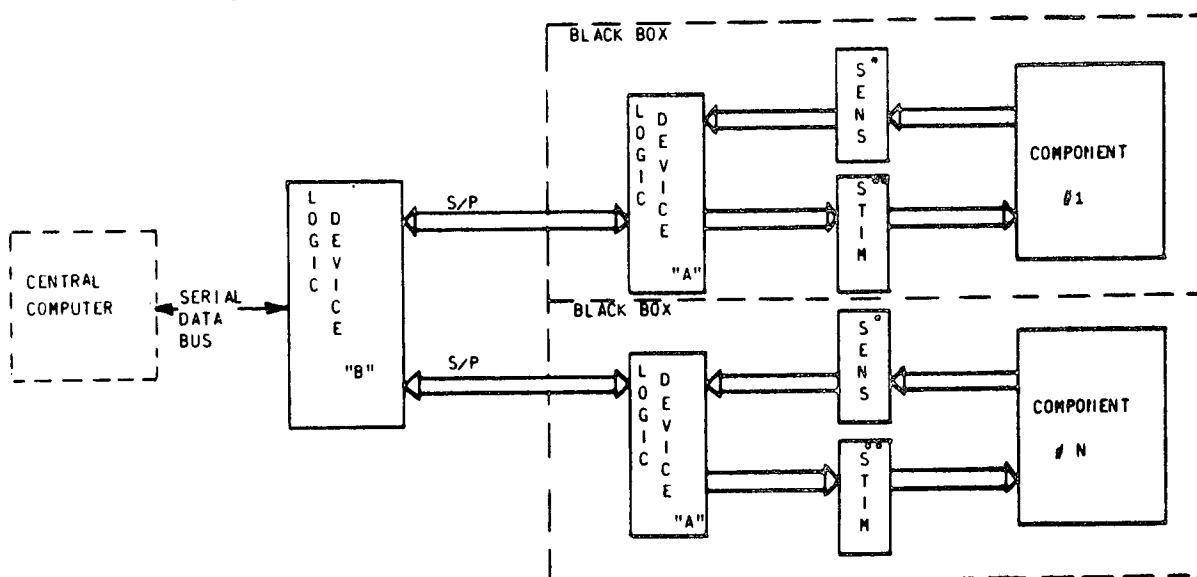 BLACK BOX
SENS*
LOGIC DEVICE "A"
COMPONENT
#1
STIM**
S/P
LOGIC DEVICE "B"
CENTRAL
COMPUTER
SERIAL
DATA
BUS
BLACK BOX
SENS*
S/P
LOGIC DEVICE "A"
COMPONENT
# N
STIM**